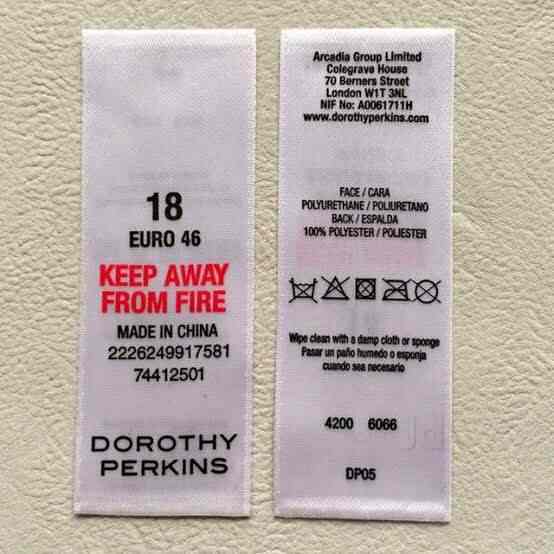 18
EURO 46
KEEP AWAY
FROM FIRE
MADE IN CHINA
2226249917581
74412501
DOROTHY
PERKINS
Arcadia Group Limited
Colegrave House
70 Berners Street
London W1T 3NL
NIF No: A0061711H
www.dorothyperkins.com
FACE / CARA
POLYURETHANE / POLIURETANO
BACK / ESPALDA
100% POLYESTER / POLIESTER
Wipe clean with a damp cloth or sponge
Pasar un paño humedo o esponja
cuando sea necesario
4200 6066
DP05